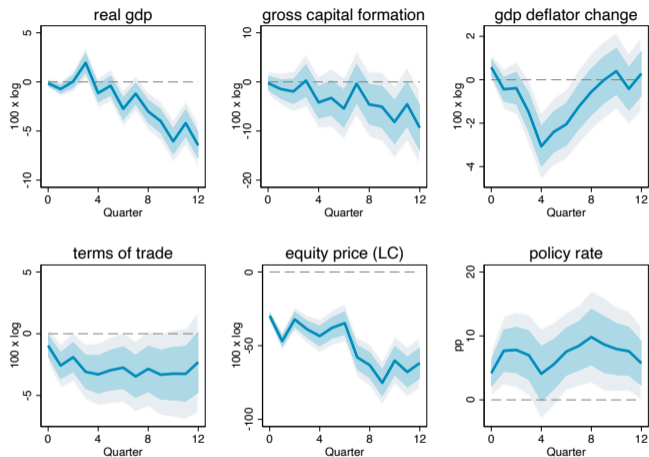 real gdp
100 x log
5
0
-5
-10
0 4 8 12
Quarter
gross capital formation
100 x log
10
0
-10
-20
0 4 8 12
Quarter
gdp deflator change
100 x log
2
0
-2
-4
0 4 8 12
Quarter
terms of trade
100 x log
5
0
-5
0 4 8 12
Quarter
equity price (LC)
100 x log
0
-50
-100
0 4 8 12
Quarter
policy rate
pp
20
10
0
0 4 8 12
Quarter